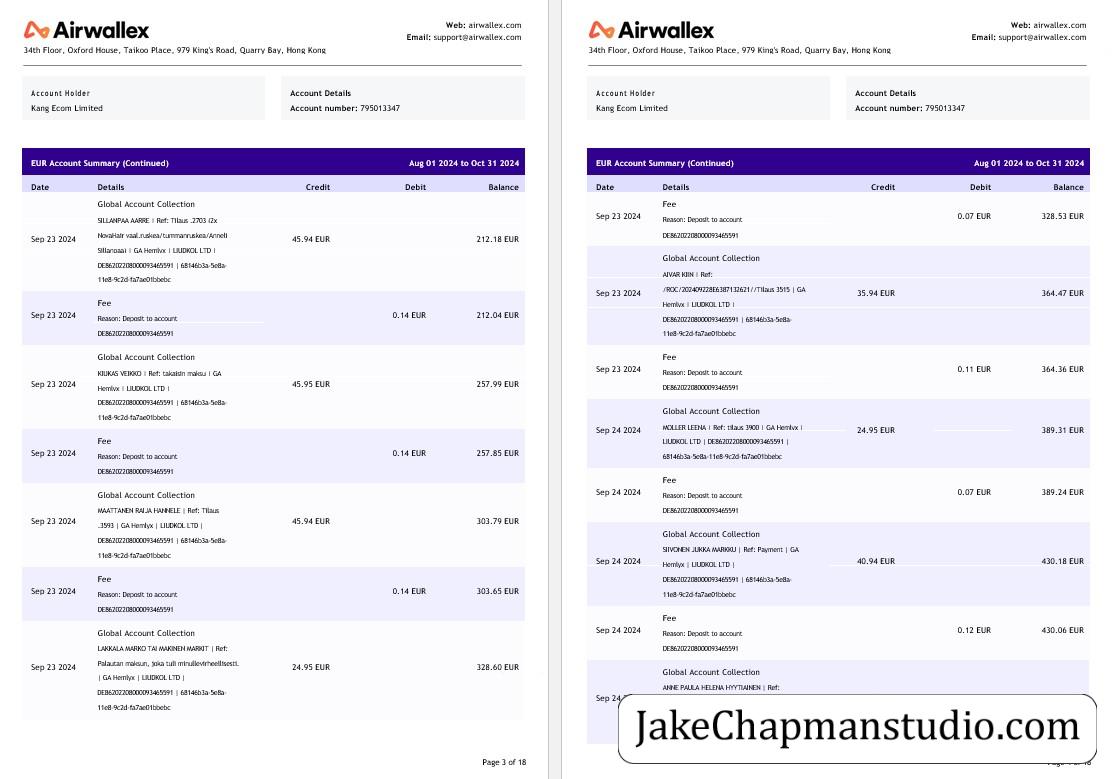 Airwallex
Web: airwallex.com
Email: support@airwallex.com
34th Floor, Oxford House, Taikoo Place, 979 King's Road, Quarry Bay, Hong Kong
Account Holder
Kang Ecom Limited
Account Details
Account number: 795013347
EUR Account Summary (Continued) Aug 01 2024 to Oct 31 2024
Date Details Credit Debit Balance
Global Account Collection
SILLANPAA AARRE | Ref: Tilaus .2703 (2x
NovaHair vaal.ruskea/tummanruskea/Anneli
Sillanpaa) | GA Hemlyx | LIUDKOL LTD |
DE86202208000093465591 | 68146b3a-5e8a-
11e8-9c2d-fa7ae01bbebc
Sep 23 2024 45.94 EUR 212.18 EUR
Fee
Reason: Deposit to account
DE86202208000093465591
Sep 23 2024 0.14 EUR 212.04 EUR
Global Account Collection
KIUKAS VEIKKO | Ref: takaisin maksu | GA
Hemlyx | LIUDKOL LTD |
DE86202208000093465591 | 68146b3a-5e8a-
11e8-9c2d-fa7ae01bbebc
Sep 23 2024 45.95 EUR 257.99 EUR
Fee
Reason: Deposit to account
DE86202208000093465591
Sep 23 2024 0.14 EUR 257.85 EUR
Global Account Collection
MAATTANEN RAIJA HANNELE | Ref: Tilaus
.3593 | GA Hemlyx | LIUDKOL LTD |
DE86202208000093465591 | 68146b3a-5e8a-
11e8-9c2d-fa7ae01bbebc
Sep 23 2024 45.94 EUR 303.79 EUR
Fee
Reason: Deposit to account
DE86202208000093465591
Sep 23 2024 0.14 EUR 303.65 EUR
Global Account Collection
LAKKALA MARKO TAI MAKINEN MARKIT | Ref:
Palautan maksun, joka tuli minullevirheellisesti.
| GA Hemlyx | LIUDKOL LTD |
DE86202208000093465591 | 68146b3a-5e8a-
11e8-9c2d-fa7ae01bbebc
Sep 23 2024 24.95 EUR 328.60 EUR
Page 3 of 18
Airwallex
Web: airwallex.com
Email: support@airwallex.com
34th Floor, Oxford House, Taikoo Place, 979 King's Road, Quarry Bay, Hong Kong
Account Holder
Kang Ecom Limited
Account Details
Account number: 795013347
EUR Account Summary (Continued) Aug 01 2024 to Oct 31 2024
Date Details Credit Debit Balance
Fee
Reason: Deposit to account
DE86202208000093465591
Sep 23 2024 0.07 EUR 328.53 EUR
Global Account Collection
AIVAR KIIN | Ref:
/ROC/202409228E6387132621//Tilaus 3515 | GA
Hemlyx | LIUDKOL LTD |
DE86202208000093465591 | 68146b3a-5e8a-
11e8-9c2d-fa7ae01bbebc
Sep 23 2024 35.94 EUR 364.47 EUR
Fee
Reason: Deposit to account
DE86202208000093465591
Sep 23 2024 0.11 EUR 364.36 EUR
Global Account Collection
MOLLER LEENA | Ref: tilaus 3900 | GA Hemlyx |
LIUDKOL LTD | DE86202208000093465591 |
68146b3a-5e8a-11e8-9c2d-fa7ae01bbebc
Sep 24 2024 24.95 EUR 389.31 EUR
Fee
Reason: Deposit to account
DE86202208000093465591
Sep 24 2024 0.07 EUR 389.24 EUR
Global Account Collection
SIIVONEN JUKKA MARKKU | Ref: Payment | GA
Hemlyx | LIUDKOL LTD |
DE86202208000093465591 | 68146b3a-5e8a-
11e8-9c2d-fa7ae01bbebc
Sep 24 2024 40.94 EUR 430.18 EUR
Fee
Reason: Deposit to account
DE86202208000093465591
Sep 24 2024 0.12 EUR 430.06 EUR
Global Account Collection
ANNE PAULA HELENA HYYTIAINEN | Ref:
Sep 24
JakeChapmanstudio.com